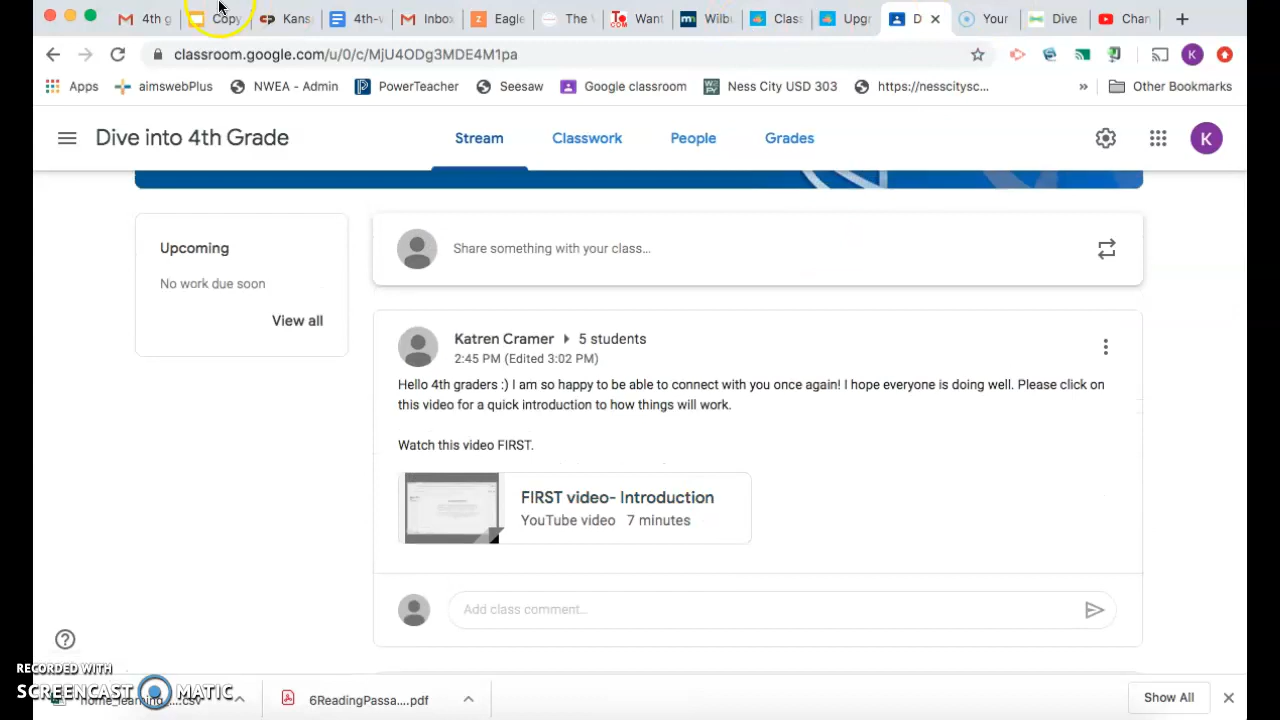 4th g
Copy
Kans
4th-v
Inbo
Eagle
The V
Want
Wilb
Clas
Upgr
D
Your
Dive
Chan
classroom.google.com/u/0/c/MjU4ODg3MDE4M1pa
K
Apps
aimswebPlus
NWEA - Admin
PowerTeacher
Seesaw
Google classroom
Ness City USD 303
https://nesscitysc...
»
Other Bookmarks
Dive into 4th Grade
Stream
Classwork
People
Grades
K
Upcoming
No work due soon
View all
Share something with your class...
Katren Cramer ▸ 5 students
2:45 PM (Edited 3:02 PM)
Hello 4th graders :) I am so happy to be able to connect with you once again! I hope everyone is doing well. Please click on
this video for a quick introduction to how things will work.
Watch this video FIRST.
FIRST video- Introduction
YouTube video 7 minutes
Add class comment...
RECORDED WITH
SCREENCAST MATIC
home_learning_....csv
6ReadingPassa....pdf
Show All